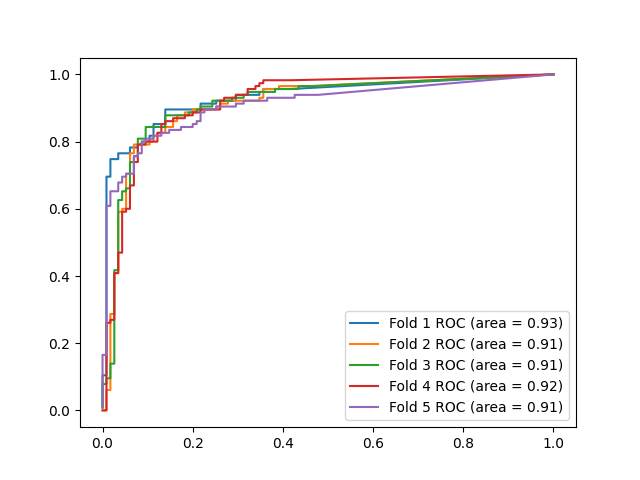 1.0
0.8
0.6
0.4
0.2
0.0
Fold 1 ROC (area = 0.93)
Fold 2 ROC (area = 0.91)
Fold 3 ROC (area = 0.91)
Fold 4 ROC (area = 0.92)
Fold 5 ROC (area = 0.91)
0.0 0.2 0.4 0.6 0.8 1.0